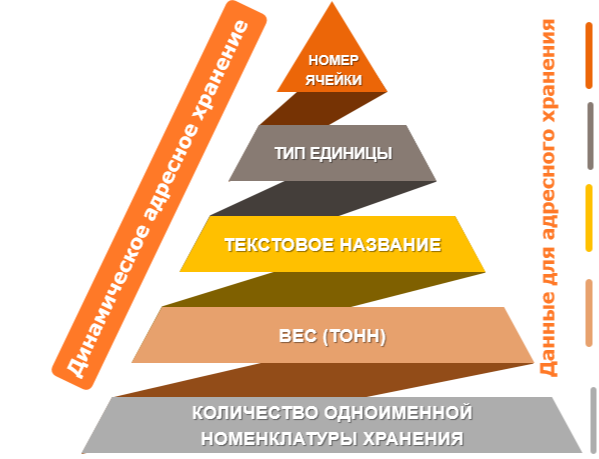 Динамическое адресное хранение
НОМЕР
ЯЧЕЙКИ
ТИП ЕДИНИЦЫ
ТЕКСТОВОЕ НАЗВАНИЕ
ВЕС (ТОНН)
КОЛИЧЕСТВО ОДНОИМЕННОЙ
НОМЕНКЛАТУРЫ ХРАНЕНИЯ
Данные для адресного хранения